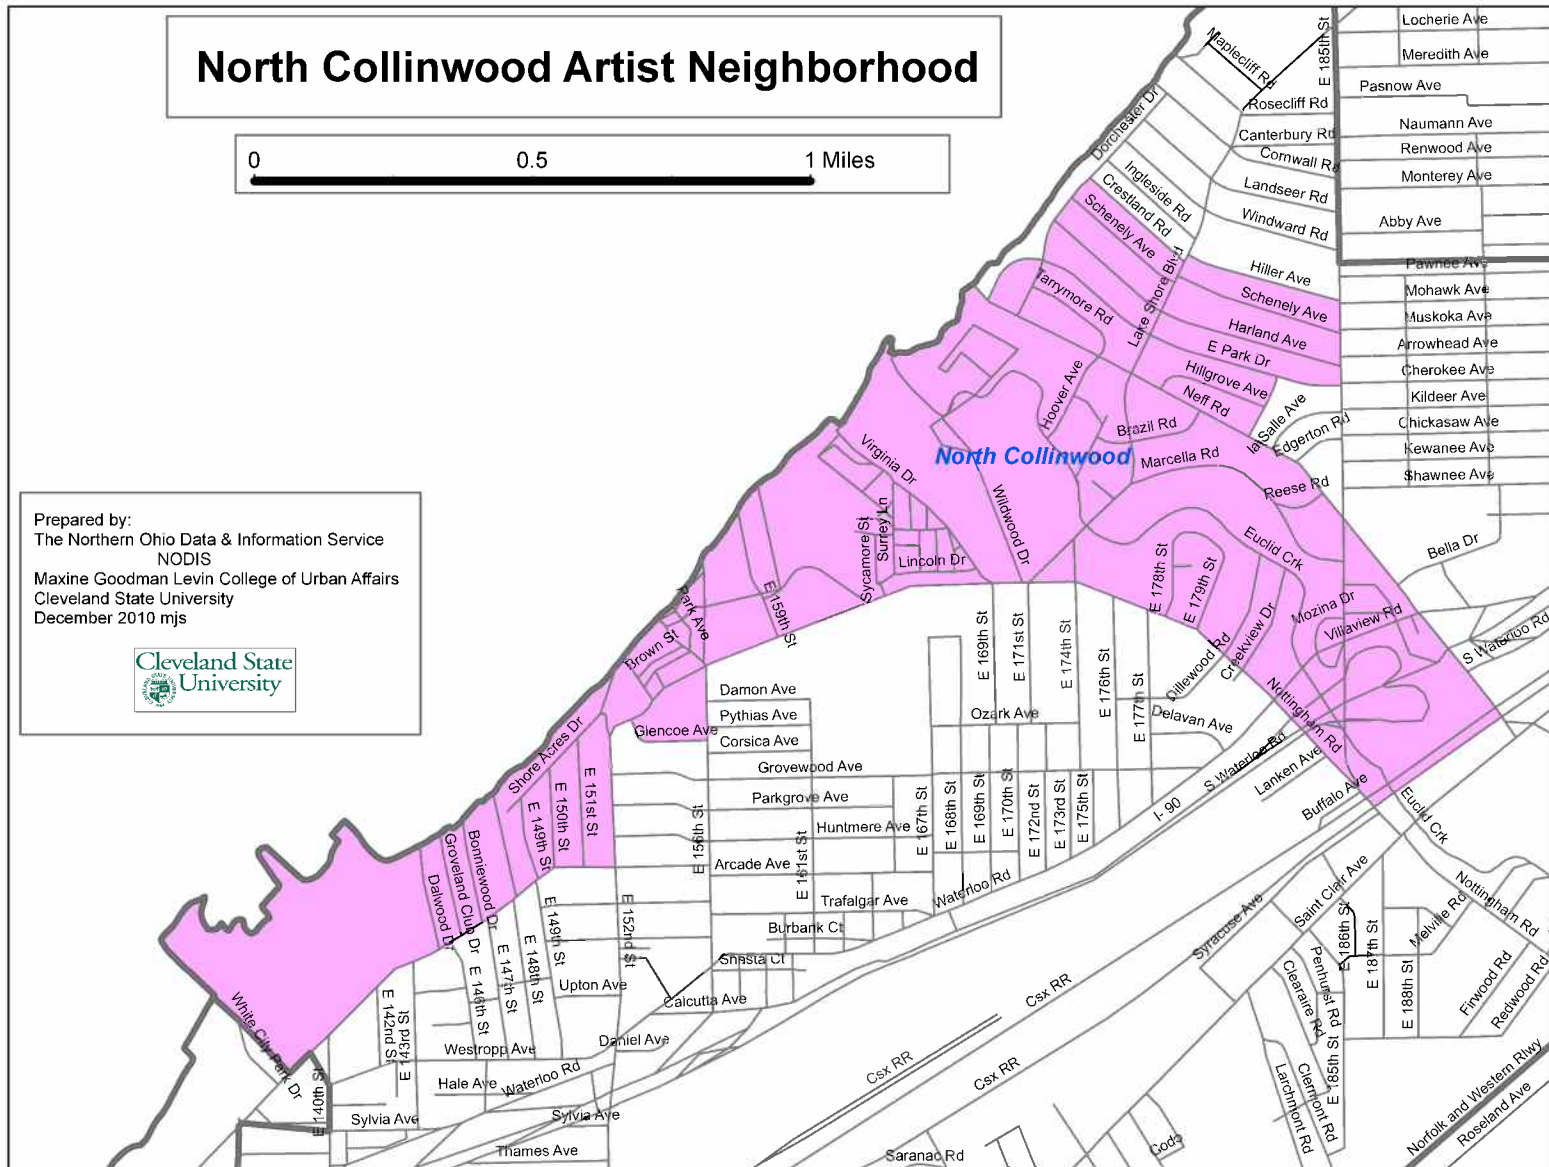 North Collinwood Artist Neighborhood
0 0.5 1 Miles
Prepared by:
The Northern Ohio Data & Information Service
NODIS
Maxine Goodman Levin College of Urban Affairs
Cleveland State University
December 2010 mjs
Cleveland State
University
Maplecliff Rd
E 185th St
Locherie Ave
Meredith Ave
Pasnow Ave
Rosecliff Rd
Naumann Ave
Canterbury Rd
Renwood Ave
Cornwall Rd
Monterey Ave
Dorchester Dr
Ingleside Rd
Crestland Rd
Landseer Rd
Windward Rd
Abby Ave
Schenely Ave
Lake Shore Blvd
Hiller Ave
Pawnee Ave
Mohawk Ave
Schenely Ave
Muskoka Ave
Tarrymore Rd
Harland Ave
Arrowhead Ave
E Park Dr
Cherokee Ave
Hillgrove Ave
Kildeer Ave
Hoover Ave
Neff Rd
laSalle Ave
Chickasaw Ave
Edgerton Rd
Brazil Rd
Kewanee Ave
North Collinwood
Marcella Rd
Shawnee Ave
Virginia Dr
Reese Rd
Wildwood Dr
Sycamore St
Surrey Ln
Lincoln Dr
Euclid Crk
Bella Dr
E 178th St
E 179th St
Park Ave
E 159th St
Mozina Dr
Villaview Rd
Creekview Dr
Dillewood Rd
S Waterloo Rd
Brown St
E 169th St
E 171st St
E 174th St
E 176th St
E 177th St
Nottingham Rd
Damon Ave
Pythias Ave
Ozark Ave
Delavan Ave
Glencoe Ave
Corsica Ave
Shore Acres Dr
S Waterloo Rd
Lanken Ave
Grovewood Ave
E 149th St
E 150th St
E 151st St
Parkgrove Ave
Buffalo Ave
Euclid Crk
I- 90
E 156th St
Huntmere Ave
E 167th St
E 168th St
E 169th St
E 170th St
E 172nd St
E 173rd St
E 175th St
Arcade Ave
E 161st St
Dalwood Dr
Groveland Club Dr
Bonniewood Dr
Waterloo Rd
Trafalgar Ave
Saint Clair Ave
Nottingham Rd
Burbank Ct
Syracuse Ave
E 186th St
E 187th St
Melville Rd
E 149th St
E 152nd St
Shasta Ct
E 146th St
E 147th St
E 148th St
Upton Ave
Calcutta Ave
Csx RR
Clearaire Rd
Penhurst Rd
E 188th St
Firwood Rd
Redwood Rd
White City Park Dr
E 142nd St
E 143rd St
Daniel Ave
Westropp Ave
Csx RR
Csx RR
Hale Ave
Waterloo Rd
E 185th St
E 140th St
Sylvia Ave
Sylvia Ave
Larchmont Rd
Clermont Rd
Norfolk and Western Rlwy
Roseland Ave
Thames Ave
Saranac Rd